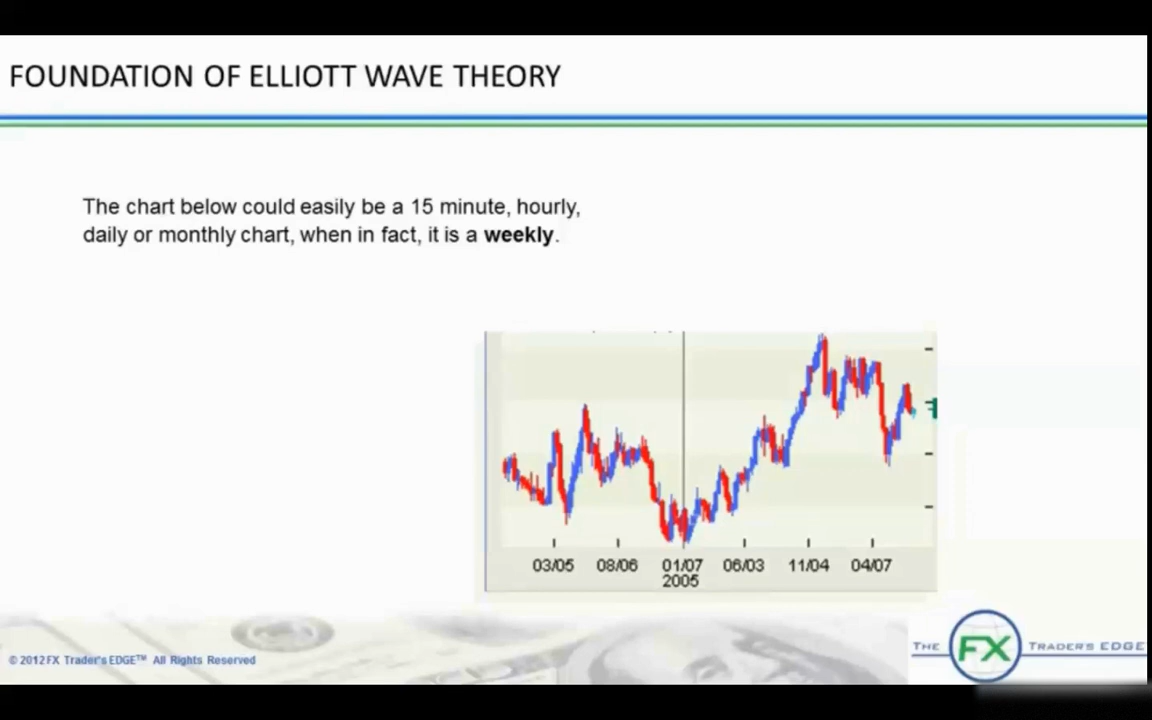 FOUNDATION OF ELLIOTT WAVE THEORY
The chart below could easily be a 15 minute, hourly,
daily or monthly chart, when in fact, it is a weekly.
03/05 08/06 01/07 06/03 11/04 04/07
2005
© 2012 FX Trader's EDGE™ All Rights Reserved
THE FX TRADERS EDGE